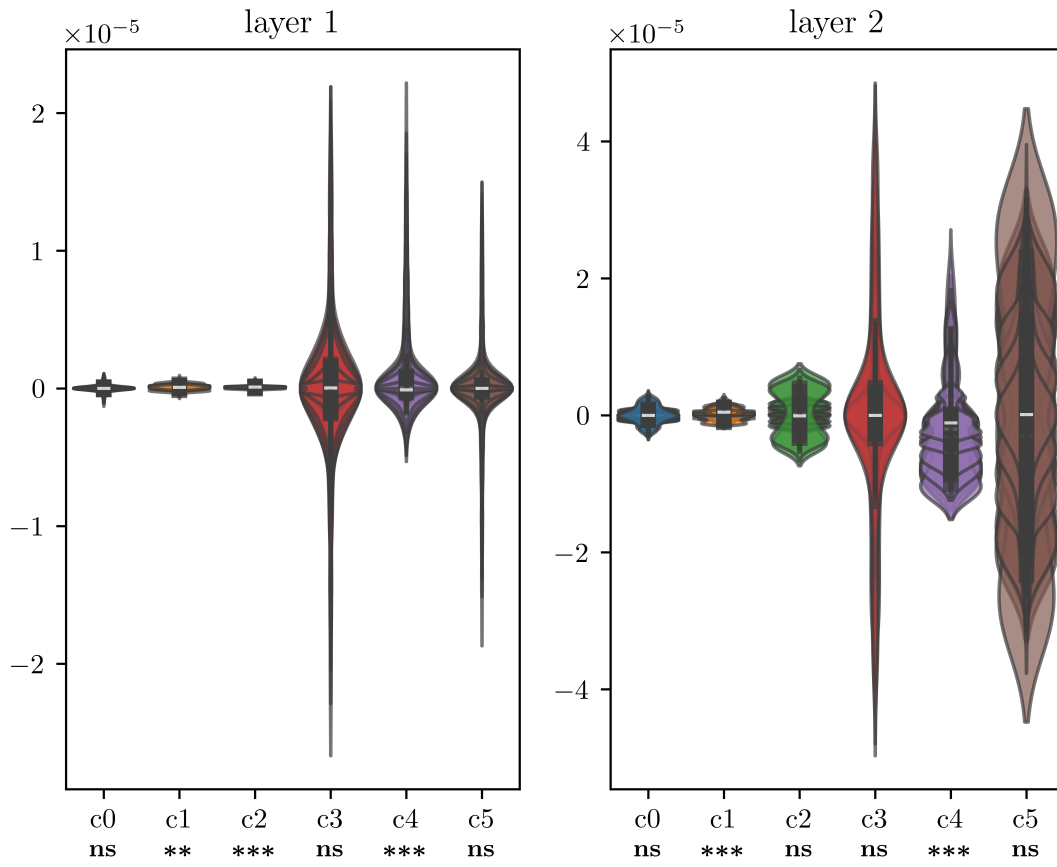 layer 1
×10⁻⁵
2
1
0
−1
−2
c0 c1 c2 c3 c4 c5
ns ** *** ns *** ns
layer 2
×10⁻⁵
4
2
0
−2
−4
c0 c1 c2 c3 c4 c5
ns *** ns ns *** ns